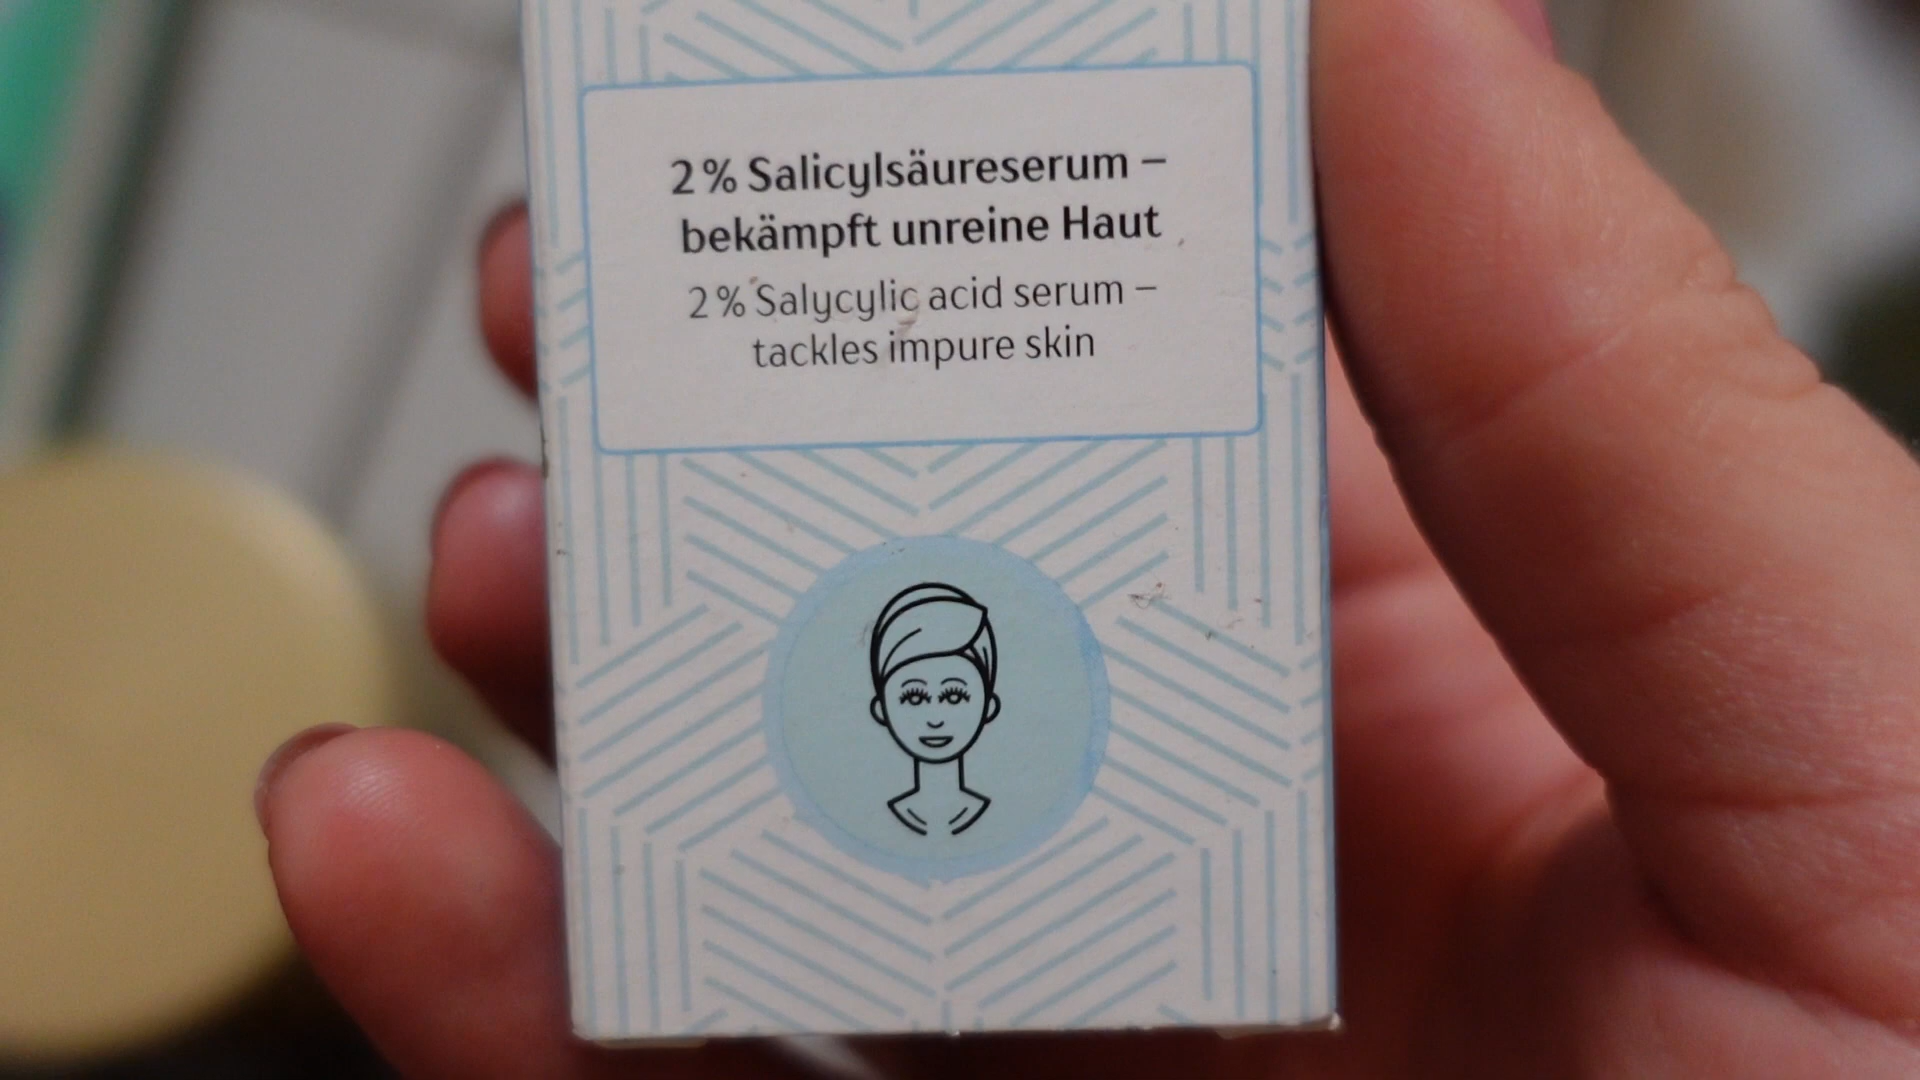 2 % Salicylsäureserum –
bekämpft unreine Haut
2 % Salycylic acid serum –
tackles impure skin